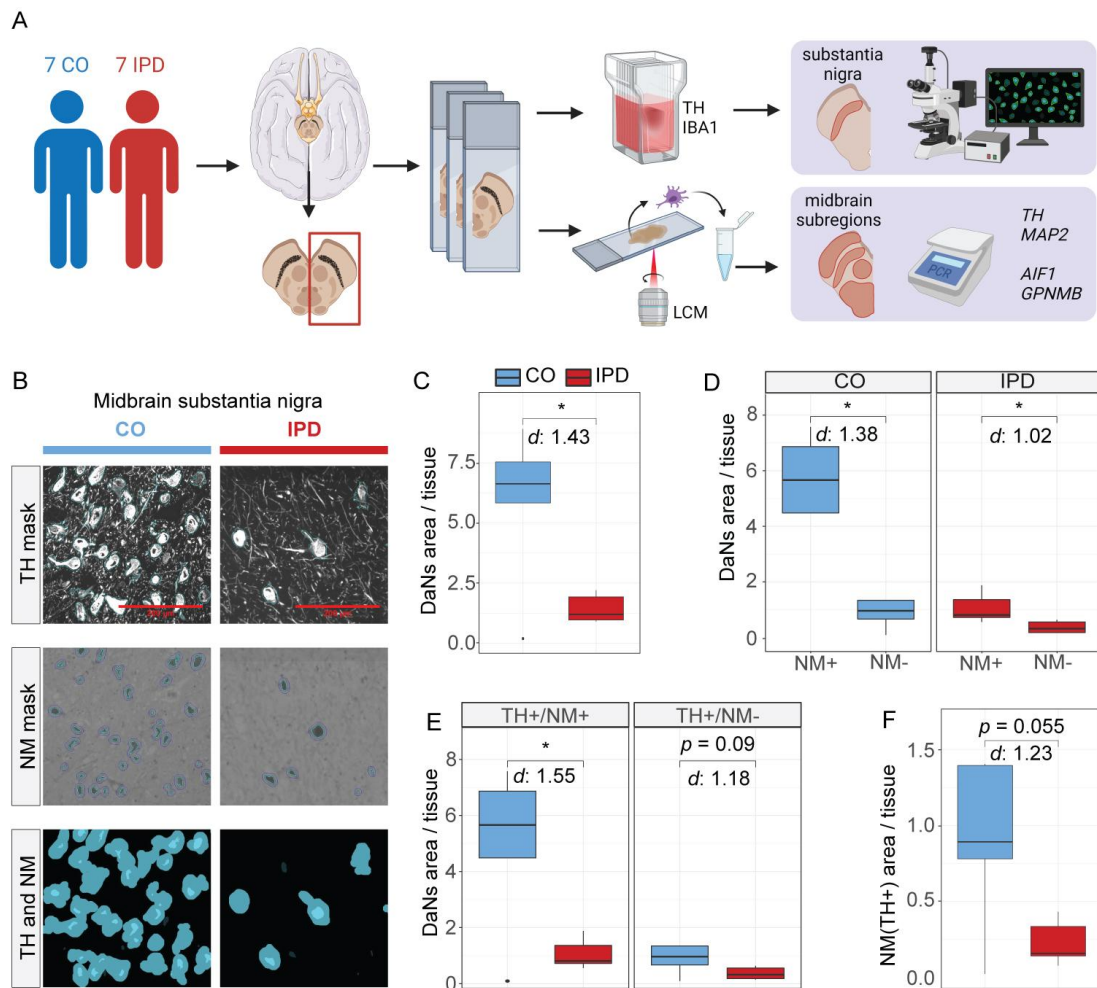 A
7 CO
7 IPD
TH
IBA1
substantia
nigra
LCM
midbrain
subregions
PCR
TH
MAP2
AIF1
GPNMB
B
Midbrain substantia nigra
CO
IPD
TH mask
NM mask
TH and NM
C
CO
IPD
*
d: 1.43
DaNs area / tissue
7.5
5.0
2.5
0.0
D
CO
IPD
*
d: 1.38
*
d: 1.02
DaNs area / tissue
8
6
4
2
0
NM+
NM-
NM+
NM-
E
TH+/NM+
TH+/NM-
*
d: 1.55
p = 0.09
d: 1.18
DaNs area / tissue
8
6
4
2
0
F
p = 0.055
d: 1.23
NM(TH+) area / tissue
1.5
1.0
0.5
0.0